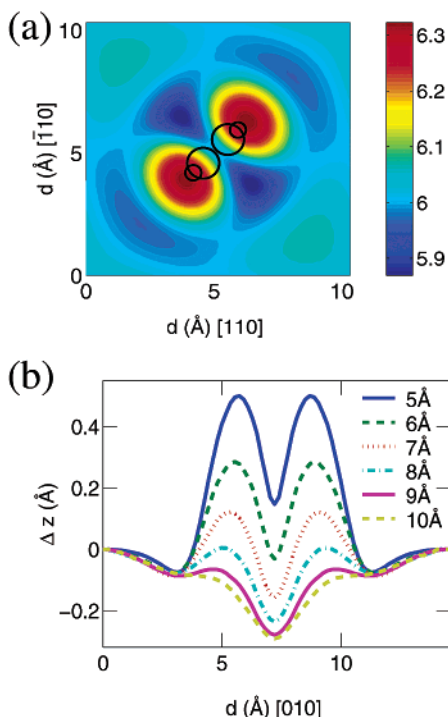 (a)
10
5
0
d (Å) [1̄10]
0
5
10
d (Å) [110]
6.3
6.2
6.1
6
5.9
(b)
0.4
0.2
0
−0.2
Δ z (Å)
5Å
6Å
7Å
8Å
9Å
10Å
0
5
10
d (Å) [010]